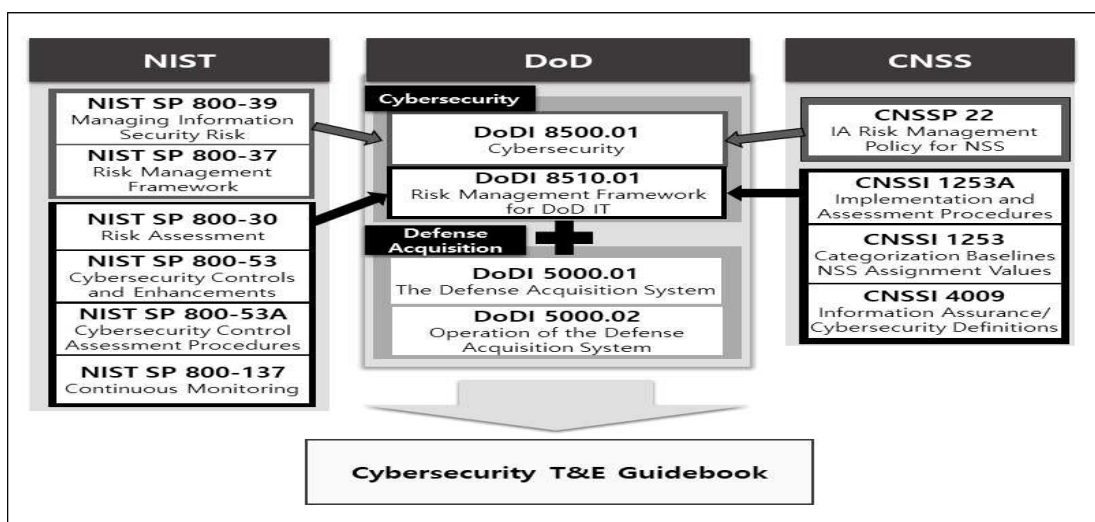 NIST
NIST SP 800-39
Managing Information
Security Risk
NIST SP 800-37
Risk Management
Framework
NIST SP 800-30
Risk Assessment
NIST SP 800-53
Cybersecurity Controls
and Enhancements
NIST SP 800-53A
Cybersecurity Control
Assessment Procedures
NIST SP 800-137
Continuous Monitoring
DoD
Cybersecurity
DoDI 8500.01
Cybersecurity
DoDI 8510.01
Risk Management Framework
for DoD IT
Defense
Acquisition
DoDI 5000.01
The Defense Acquisition System
DoDI 5000.02
Operation of the Defense
Acquisition System
CNSS
CNSSP 22
IA Risk Management
Policy for NSS
CNSSI 1253A
Implementation and
Assessment Procedures
CNSSI 1253
Categorization Baselines
NSS Assignment Values
CNSSI 4009
Information Assurance/
Cybersecurity Definitions
Cybersecurity T&E Guidebook